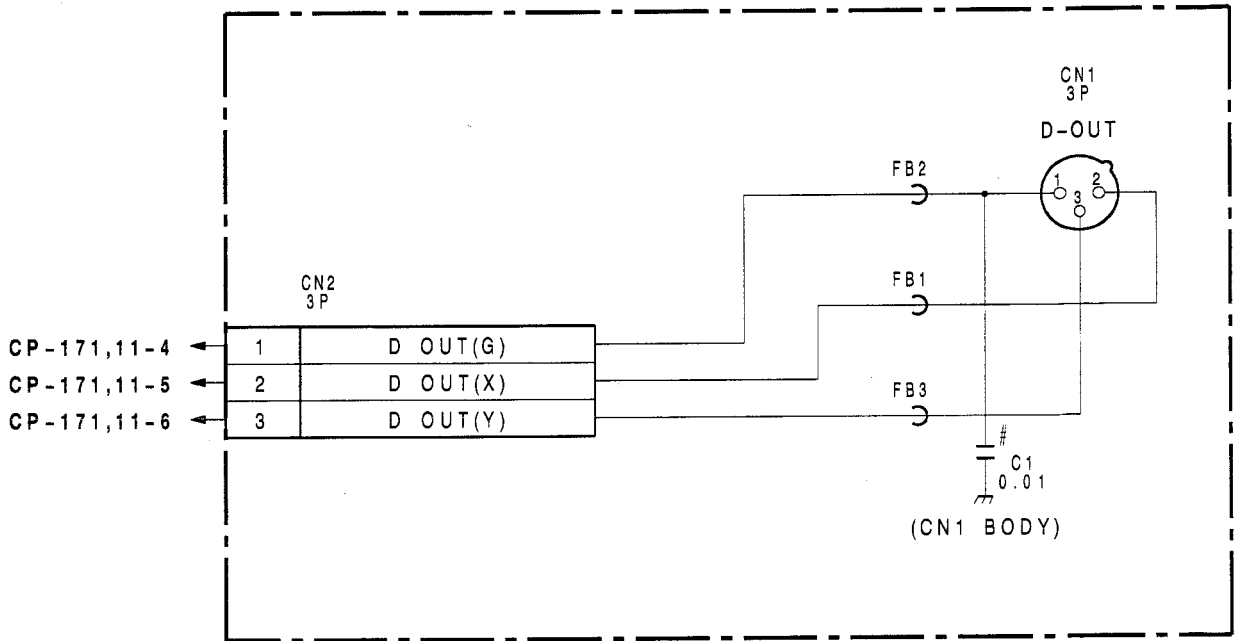 CN1
3P
D-OUT
FB2
1 2
3
FB1
CN2
3P
CP-171,11-4 1 D OUT(G)
CP-171,11-5 2 D OUT(X)
CP-171,11-6 3 D OUT(Y)
FB3
#
C1
0.01
(CN1 BODY)